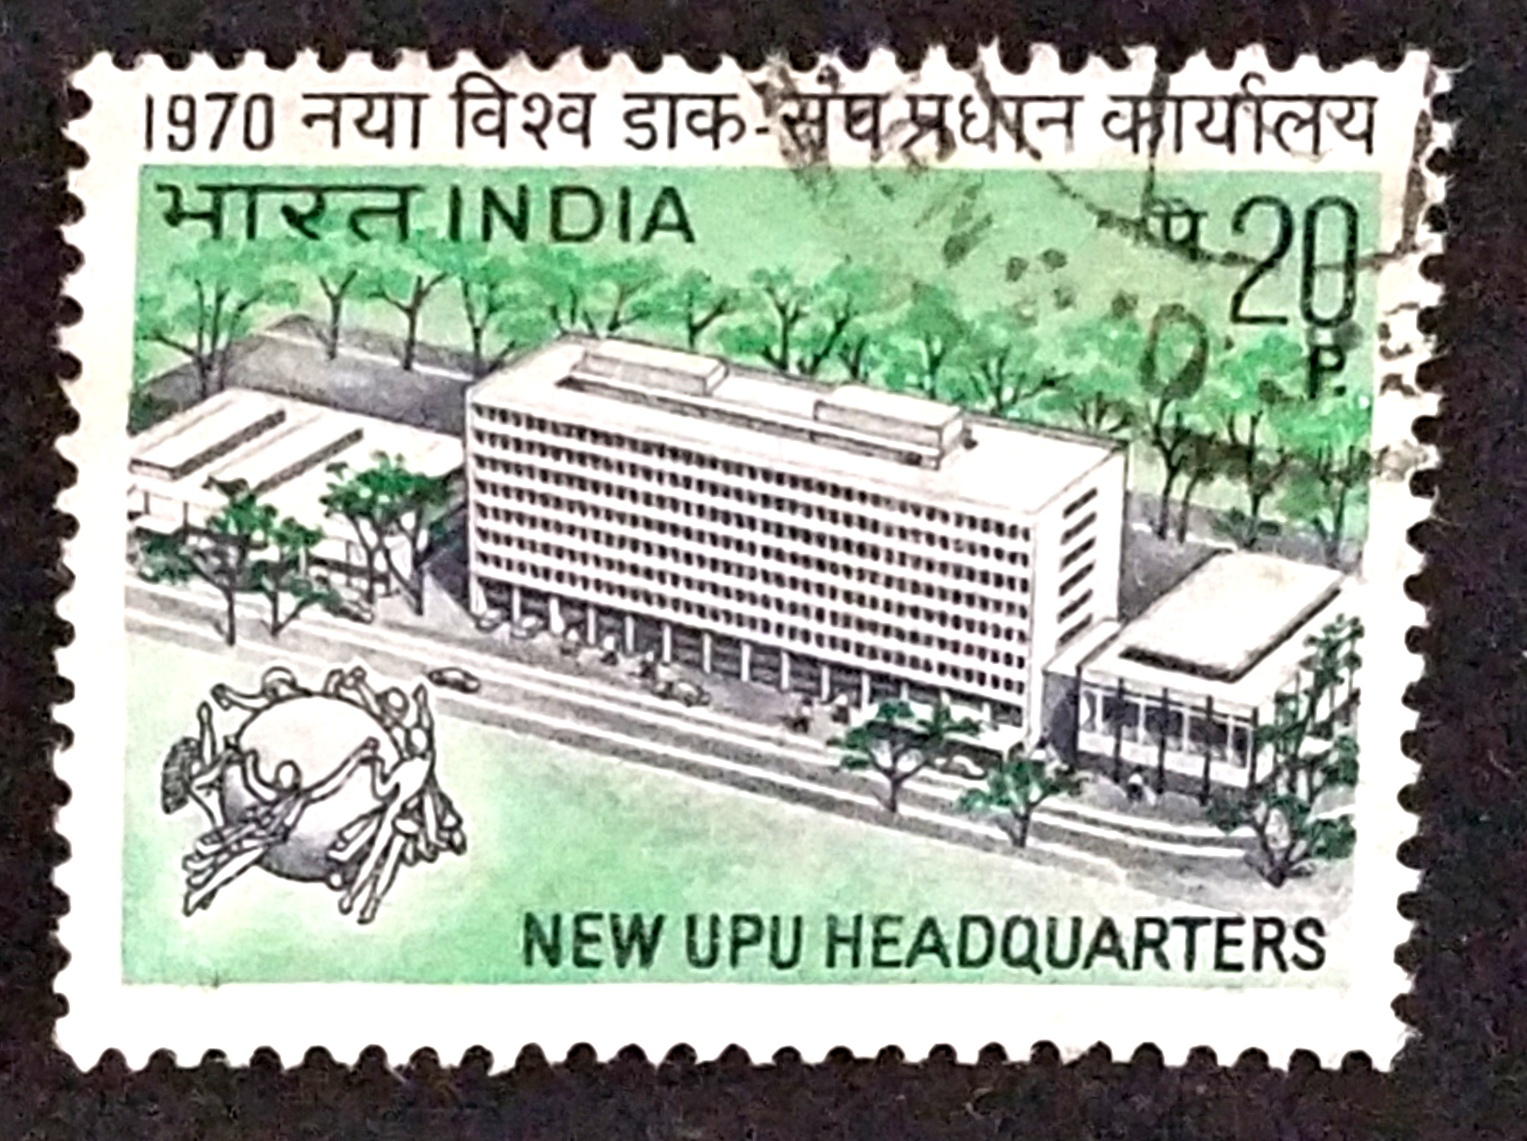 1970 नया विश्व डाक-संघ प्रधान कार्यालय
भारत INDIA
प 20
P.
NEW UPU HEADQUARTERS